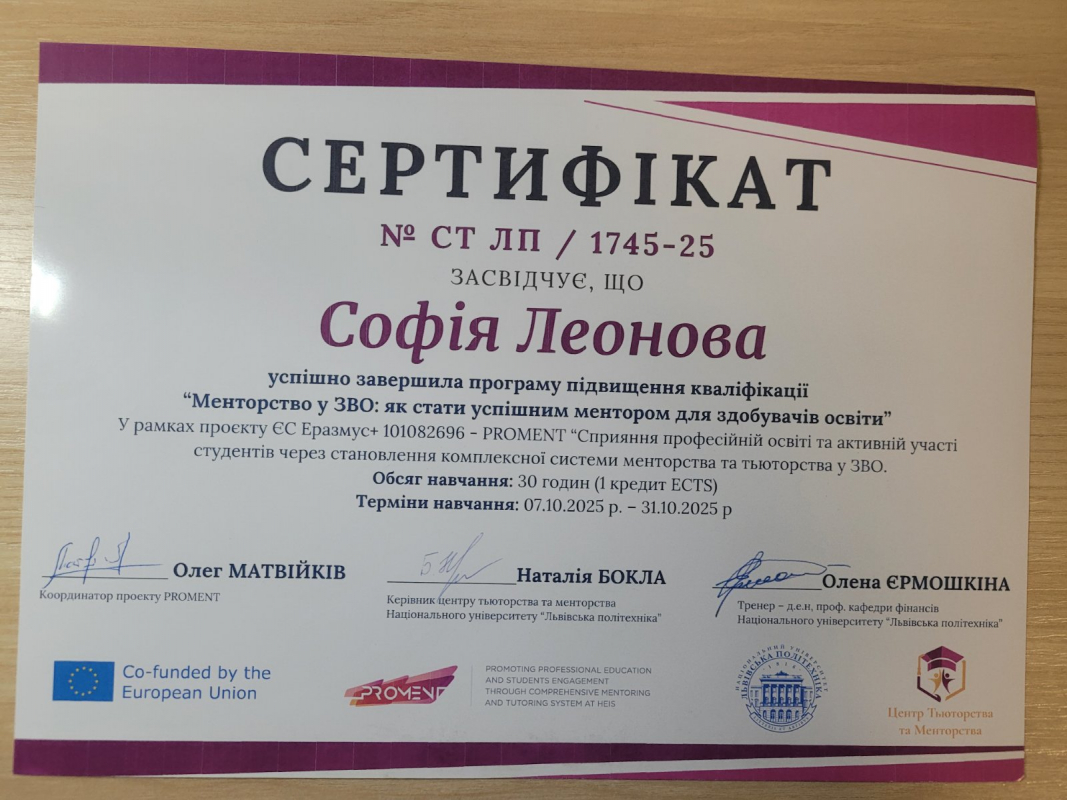 СЕРТИФІКАТ
№ СТ ЛП / 1745-25
ЗАСВІДЧУЄ, ЩО
Софія Леонова
успішно завершила програму підвищення кваліфікації
“Менторство у ЗВО: як стати успішним ментором для здобувачів освіти”
У рамках проєкту ЄС Еразмус+ 101082696 - PROMENT “Сприяння професійній освіті та активній участі
студентів через становлення комплексної системи менторства та тьюторства у ЗВО.
Обсяг навчання: 30 годин (1 кредит ECTS)
Терміни навчання: 07.10.2025 р. – 31.10.2025 р
Олег МАТВІЙКІВ
Координатор проєкту PROMENT
Наталія БОКЛА
Керівник центру тьюторства та менторства
Національного університету “Львівська політехніка”
Олена ЄРМОШКІНА
Тренер – д.е.н, проф. кафедри фінансів
Національного університету “Львівська політехніка”
Co-funded by the
European Union
PROMENT
PROMOTING PROFESSIONAL EDUCATION
AND STUDENTS ENGAGEMENT
THROUGH COMPREHENSIVE MENTORING
AND TUTORING SYSTEM AT HEIS
НАЦІОНАЛЬНИЙ УНІВЕРСИТЕТ
ЛЬВІВСЬКА ПОЛІТЕХНІКА
Центр Тьюторства
та Менторства